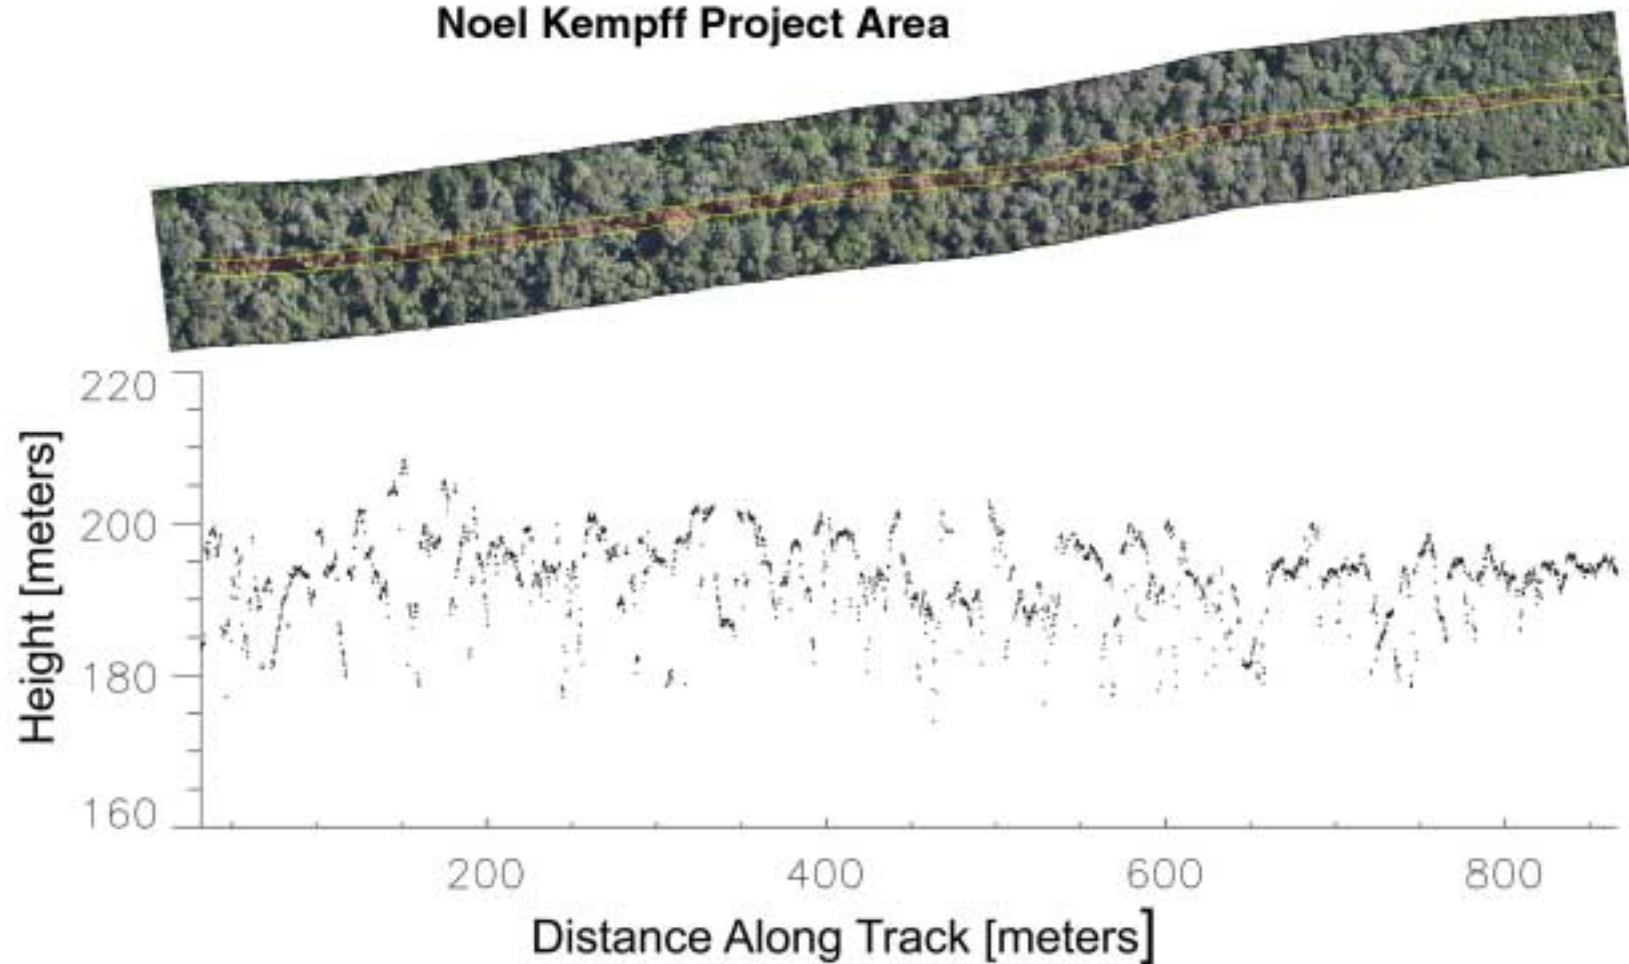 Noel Kempff Project Area
220
200
180
160
Height [meters]
200 400 600 800
Distance Along Track [meters]